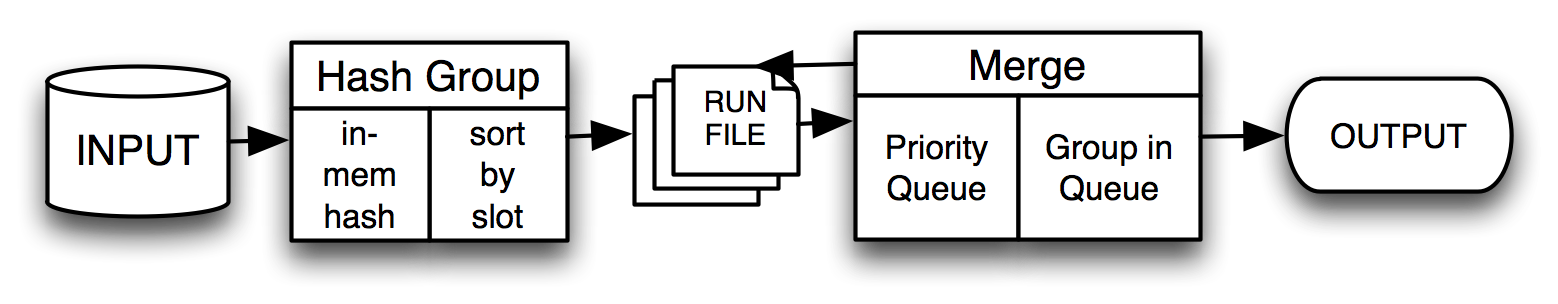 INPUT
Hash Group
in-
mem
hash
sort
by
slot
RUN
FILE
Merge
Priority
Queue
Group in
Queue
OUTPUT